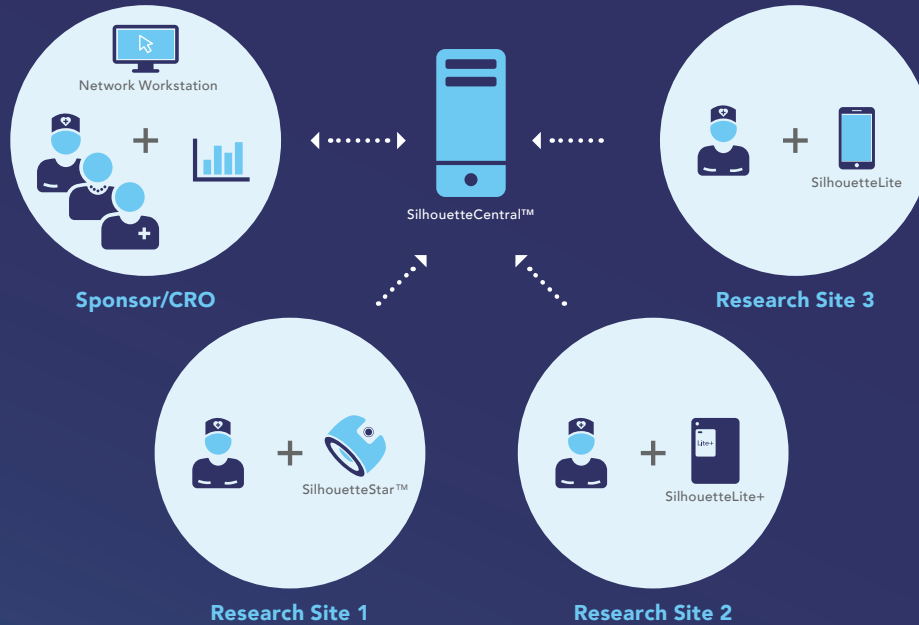 Network Workstation
Sponsor/CRO
SilhouetteCentral™
SilhouetteLite
Research Site 3
SilhouetteStar™
Research Site 1
Lite+
SilhouetteLite+
Research Site 2